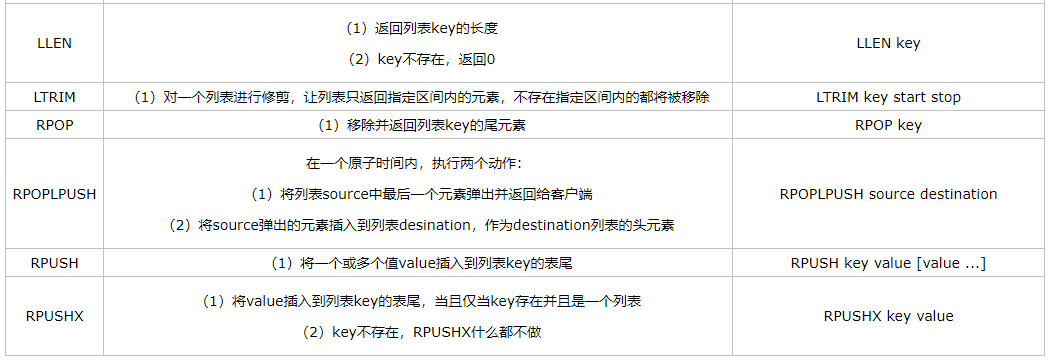 LLEN
（1）返回列表key的长度
（2）key不存在，返回0
LLEN key
LTRIM
（1）对一个列表进行修剪，让列表只返回指定区间内的元素，不存在指定区间内的都将被移除
LTRIM key start stop
RPOP
（1）移除并返回列表key的尾元素
RPOP key
RPOPLPUSH
在一个原子时间内，执行两个动作：
（1）将列表source中最后一个元素弹出并返回给客户端
（2）将source弹出的元素插入到列表desination，作为destination列表的头元素
RPOPLPUSH source destination
RPUSH
（1）将一个或多个值value插入到列表key的表尾
RPUSH key value [value ...]
RPUSHX
（1）将value插入到列表key的表尾，当且仅当key存在并且是一个列表
（2）key不存在，RPUSHX什么都不做
RPUSHX key value